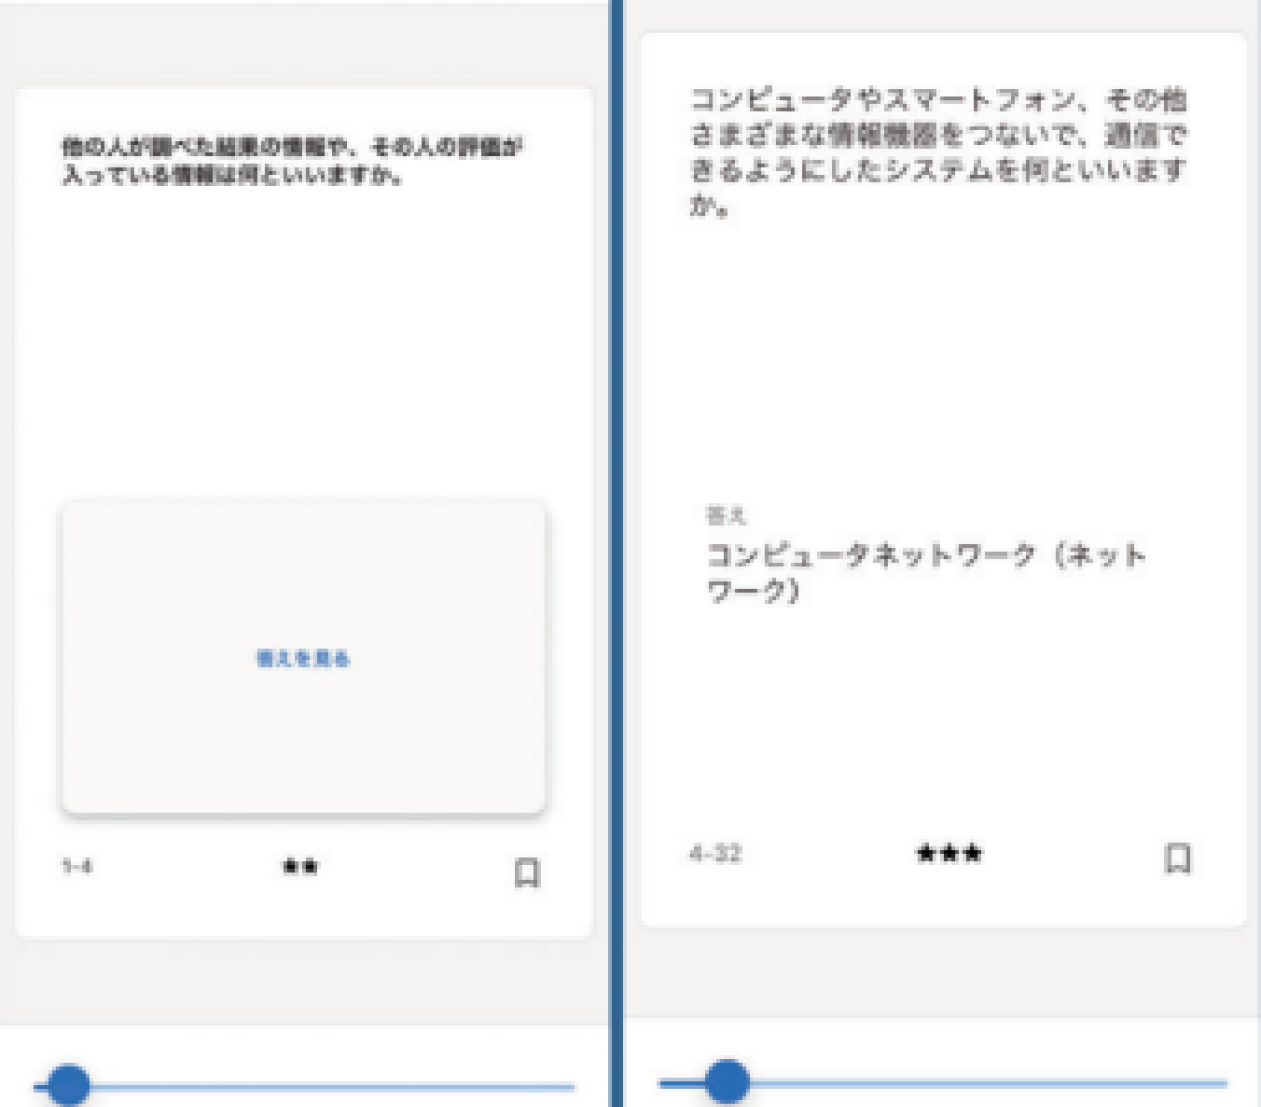 他の人が調べた結果の情報や、その人の評価が
入っている情報は何といいますか。
答えを見る
1-4
★★
コンピュータやスマートフォン、その他
さまざまな情報機器をつないで、通信で
きるようにしたシステムを何といいます
か。
答え
コンピュータネットワーク（ネット
ワーク）
4-32
★★★